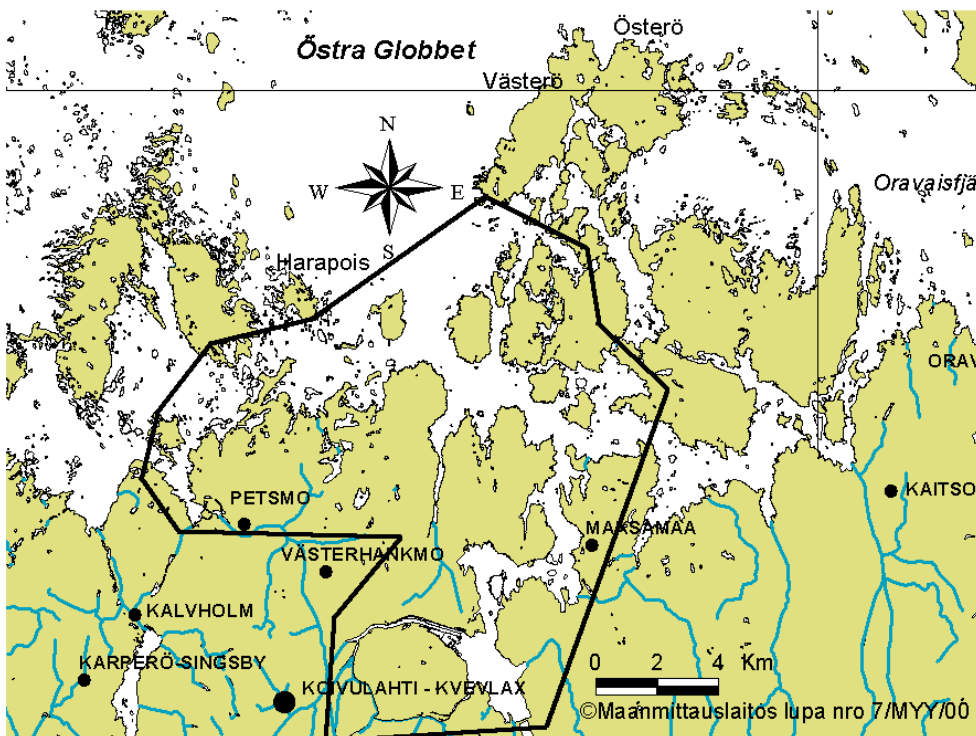 Österö
Östra Globbet
Västerö
N
W
E
S
Oravaisfjä
Harapois
ORAV
PETSMO
KAITSO
MAKSAMAA
VÄSTERHANKMO
KALVHOLM
KARPERÖ-SINGSBY
0 2 4 Km
KOIVULAHTI - KVEVLAX
©Maanmittauslaitos lupa nro 7/MYY/00